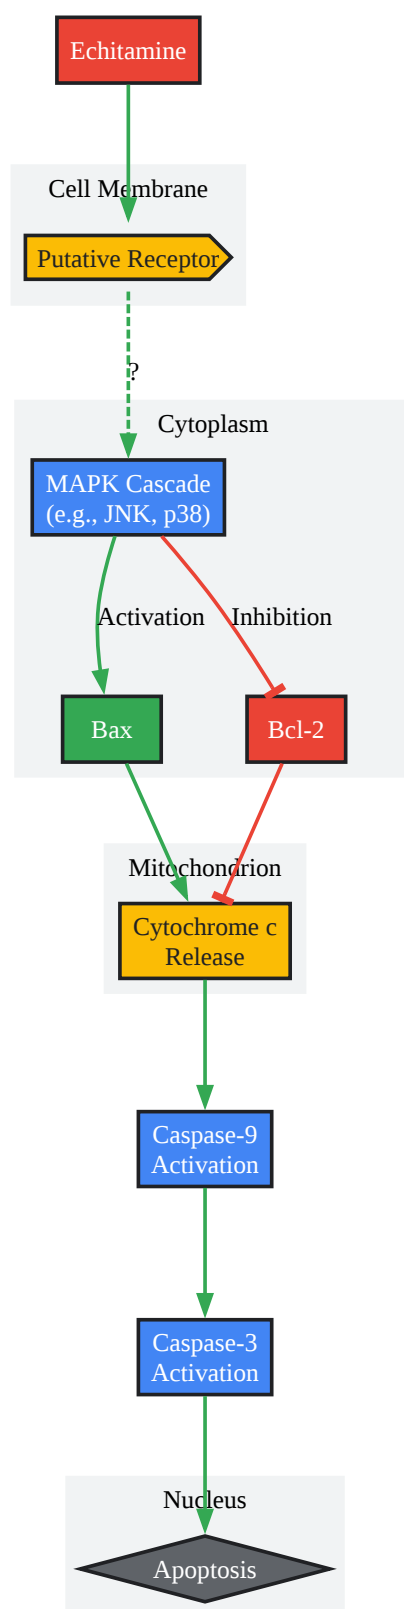 Echitamine
Cell Membrane
Putative Receptor
?
Cytoplasm
MAPK Cascade
(e.g., JNK, p38)
Activation
Inhibition
Bax
Bcl-2
Mitochondrion
Cytochrome c
Release
Caspase-9
Activation
Caspase-3
Activation
Nucleus
Apoptosis